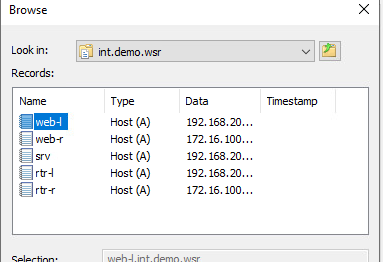 Browse
Look in: int.demo.wsr
Records:
Name Type Data Timestamp
web-l Host (A) 192.168.20...
web-r Host (A) 172.16.100...
srv Host (A) 192.168.20...
rtr-l Host (A) 192.168.20...
rtr-r Host (A) 172.16.100...
Selection: web-l.int.demo.wsr